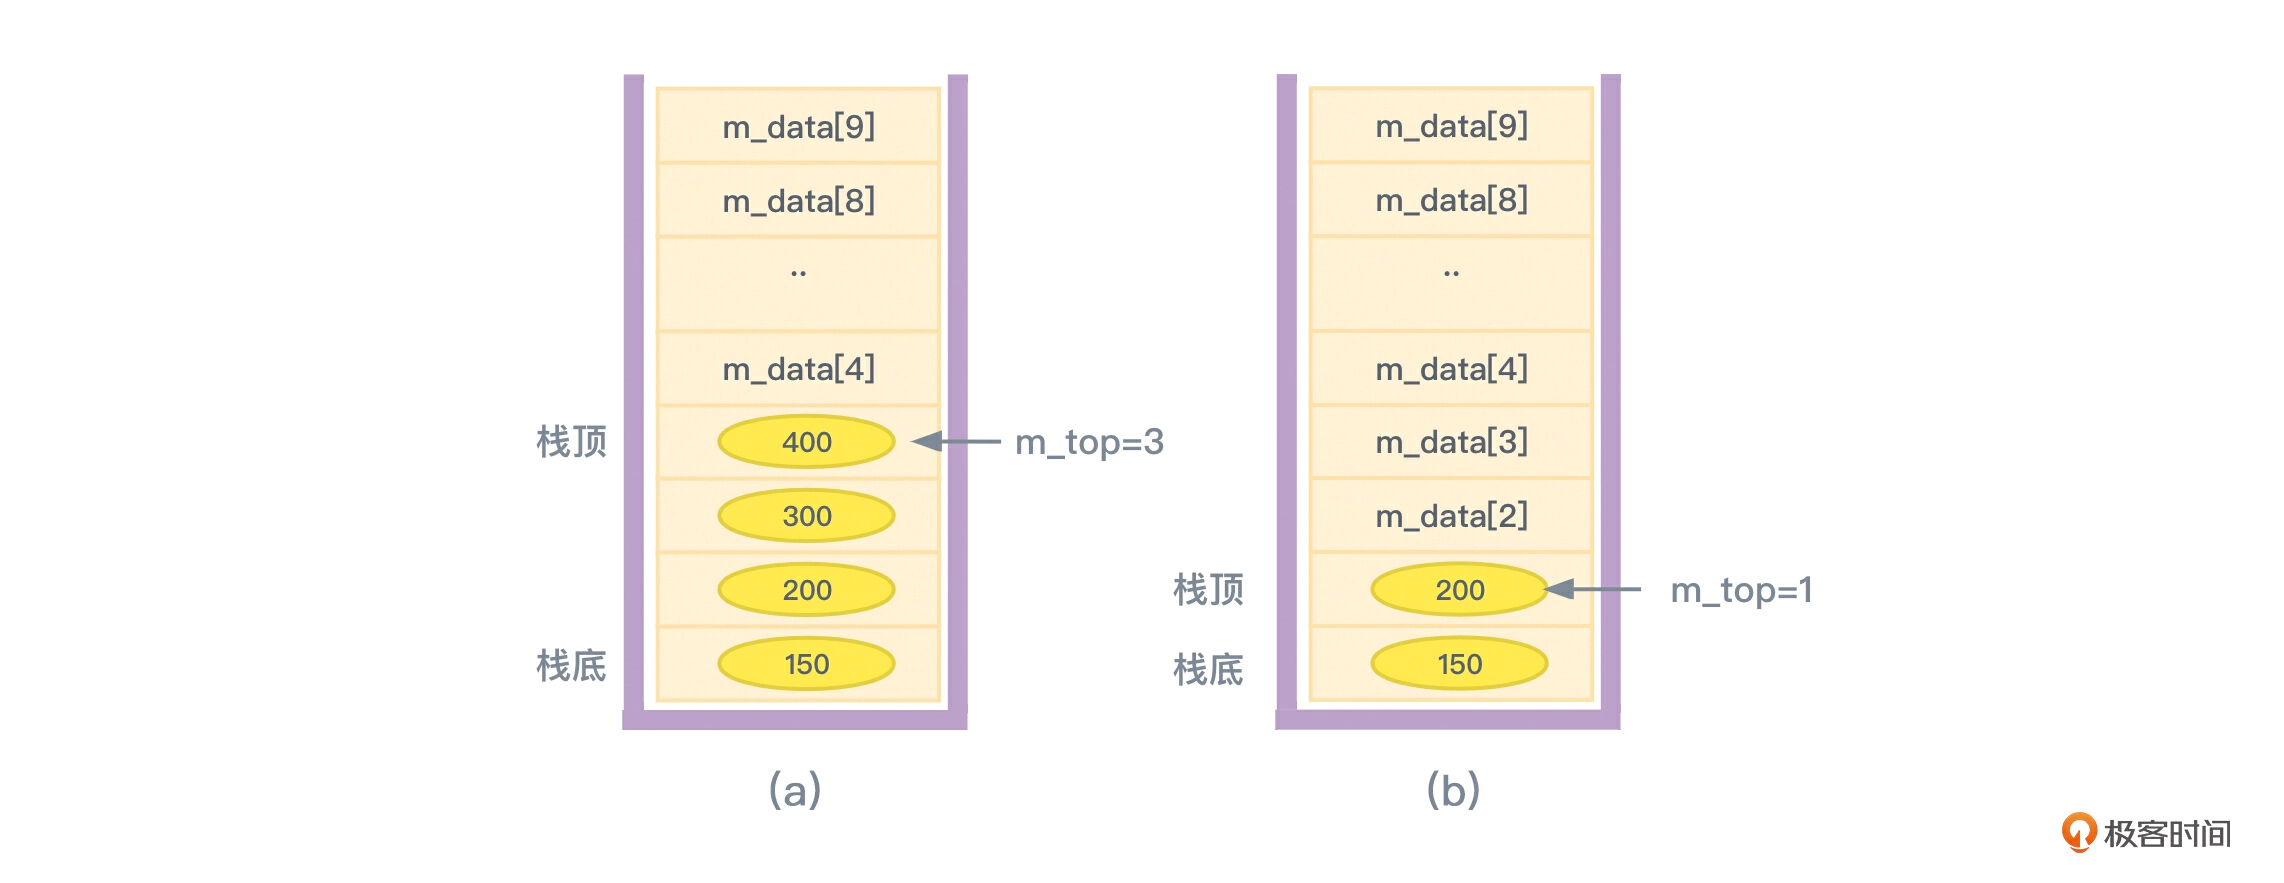 m_data[9]
m_data[8]
..
m_data[4]
栈顶
400
m_top=3
300
200
栈底
150
(a)
m_data[9]
m_data[8]
..
m_data[4]
m_data[3]
m_data[2]
栈顶
200
m_top=1
栈底
150
(b)
极客时间